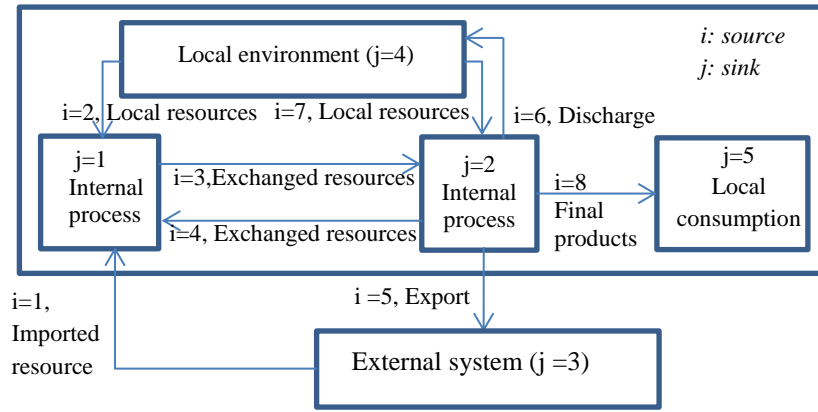 Local environment (j=4)
i: source
j: sink
i=2, Local resources
i=7, Local resources
i=6, Discharge
j=1
Internal
process
i=3,Exchanged resources
i=4, Exchanged resources
j=2
Internal
process
i=8
Final
products
j=5
Local
consumption
i=1,
Imported
resource
i =5, Export
External system (j =3)